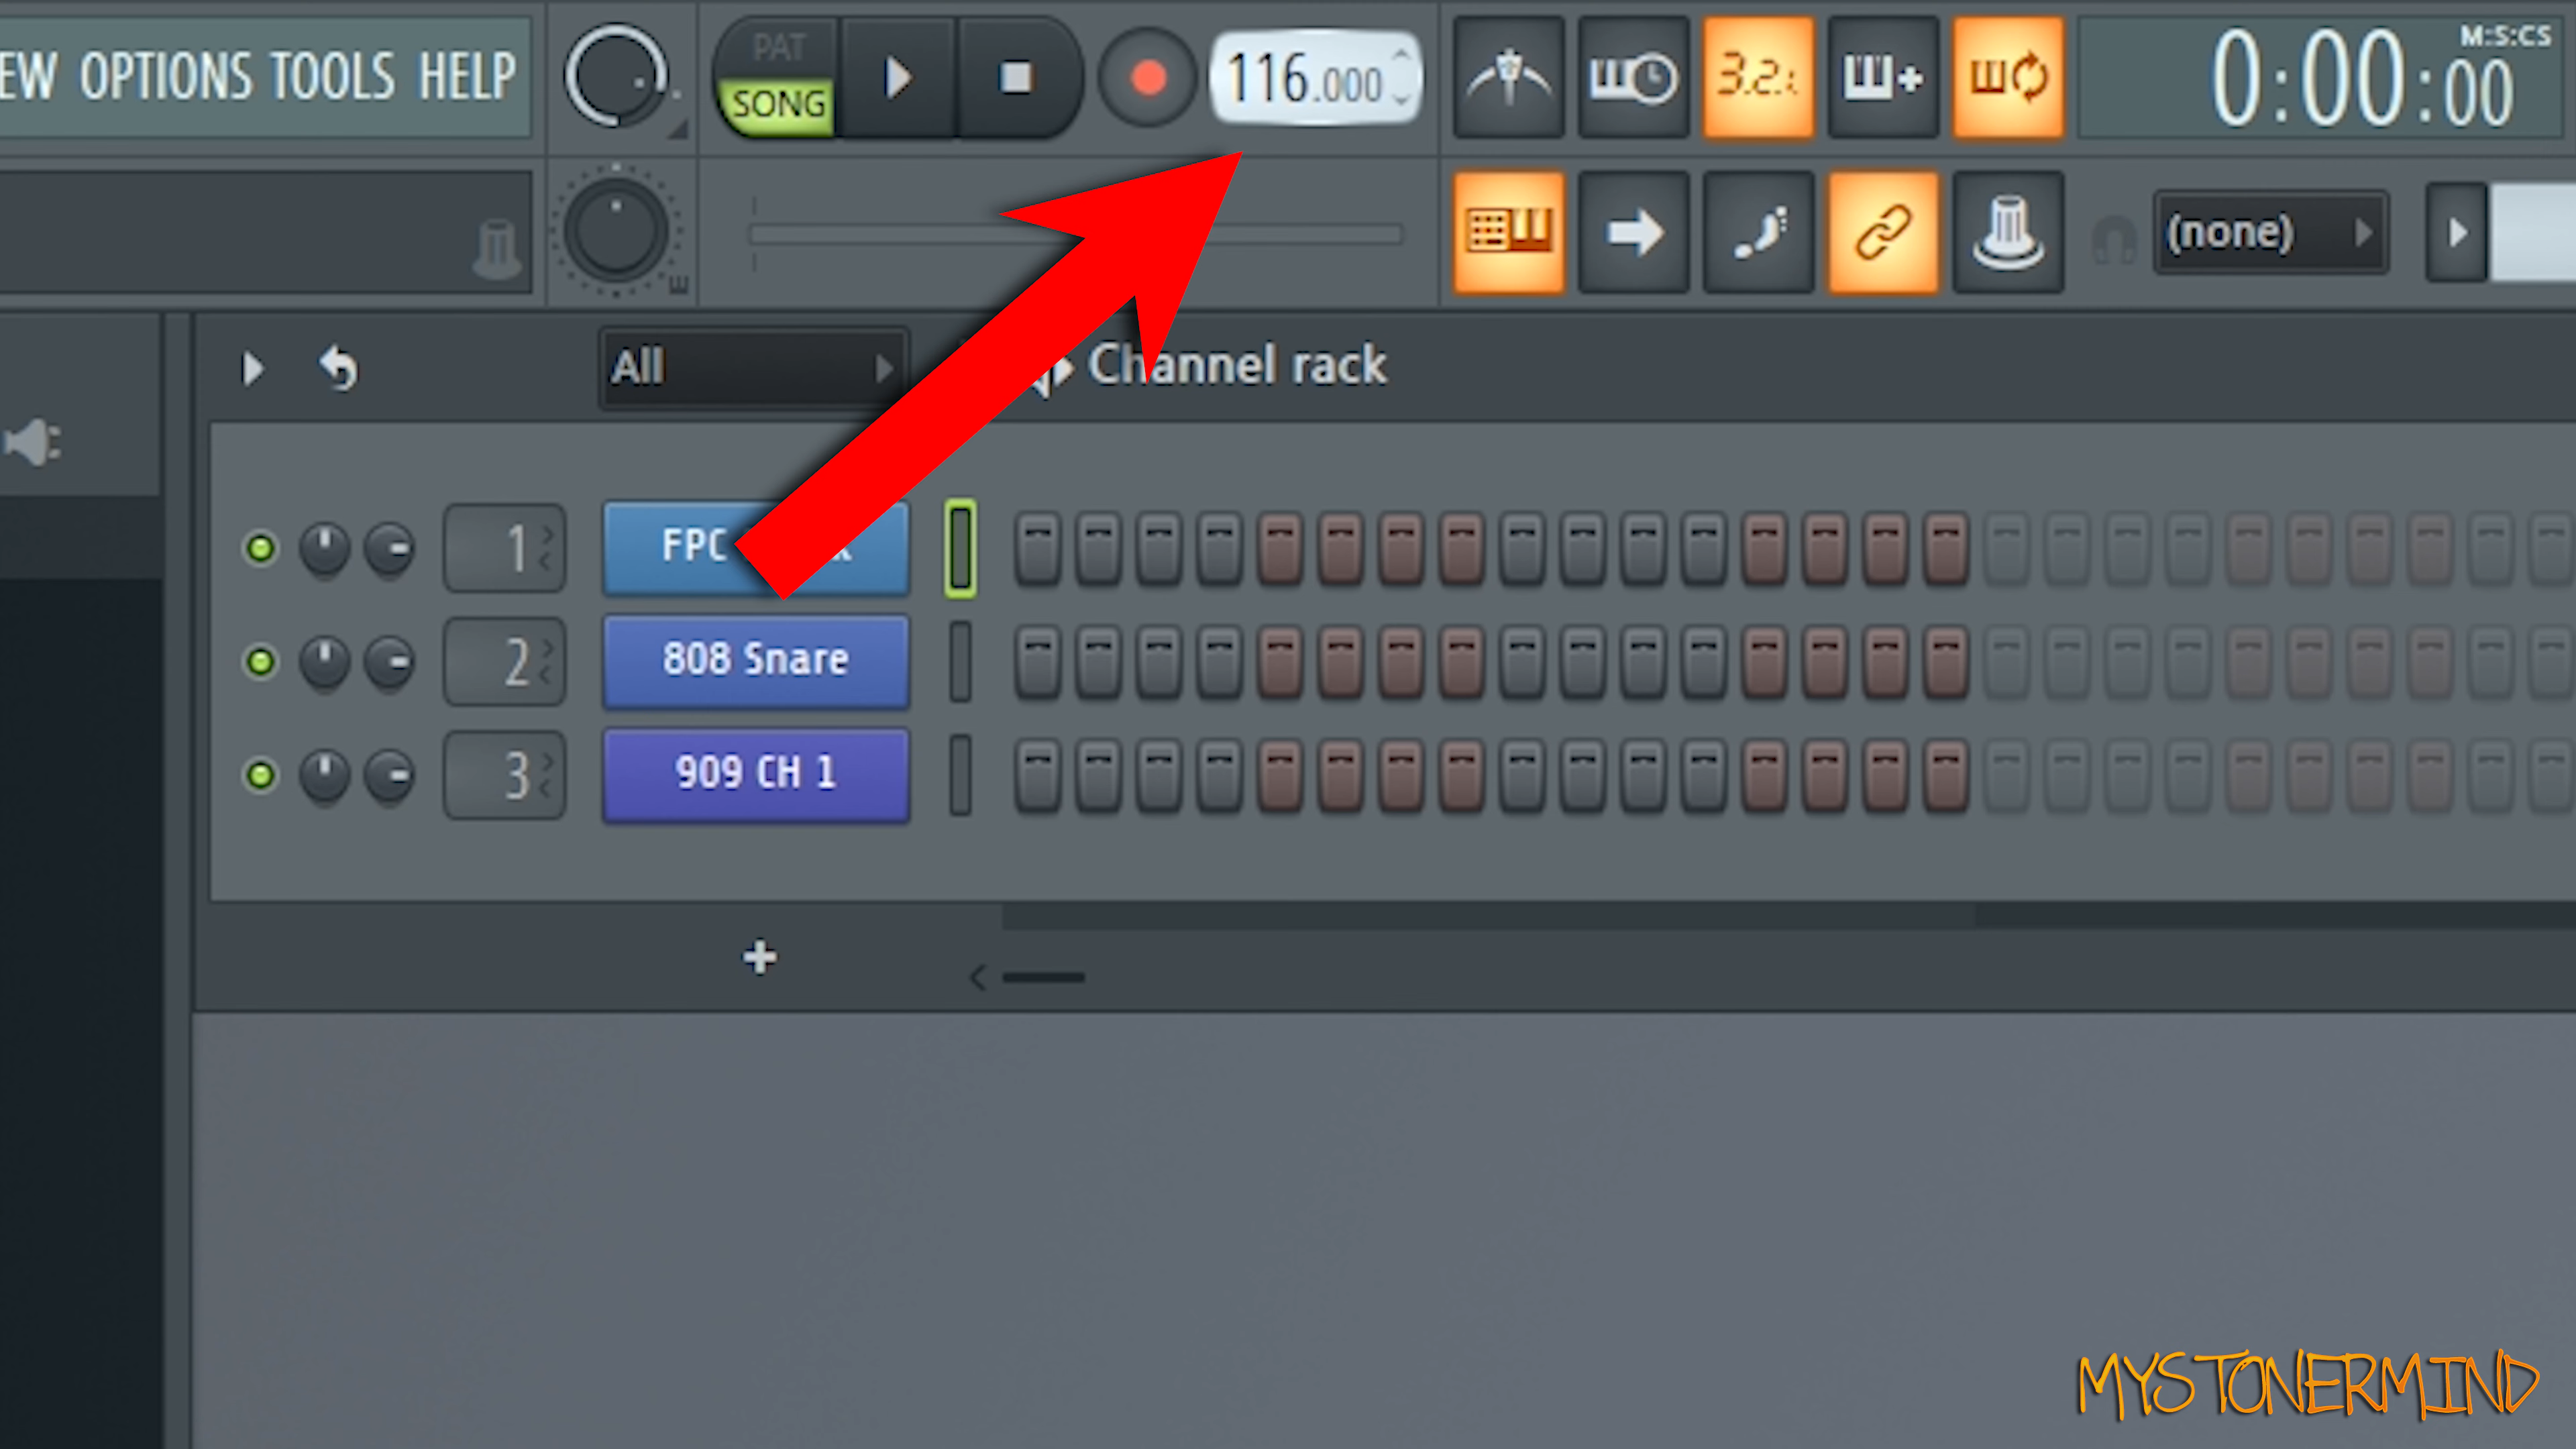 EW OPTIONS TOOLS HELP
PAT
SONG
116.000
3.2.
M:S:CS
0:00:00
(none)
All
Channel rack
1
FPC
2
808 Snare
3
909 CH 1
MYSTONERMIND